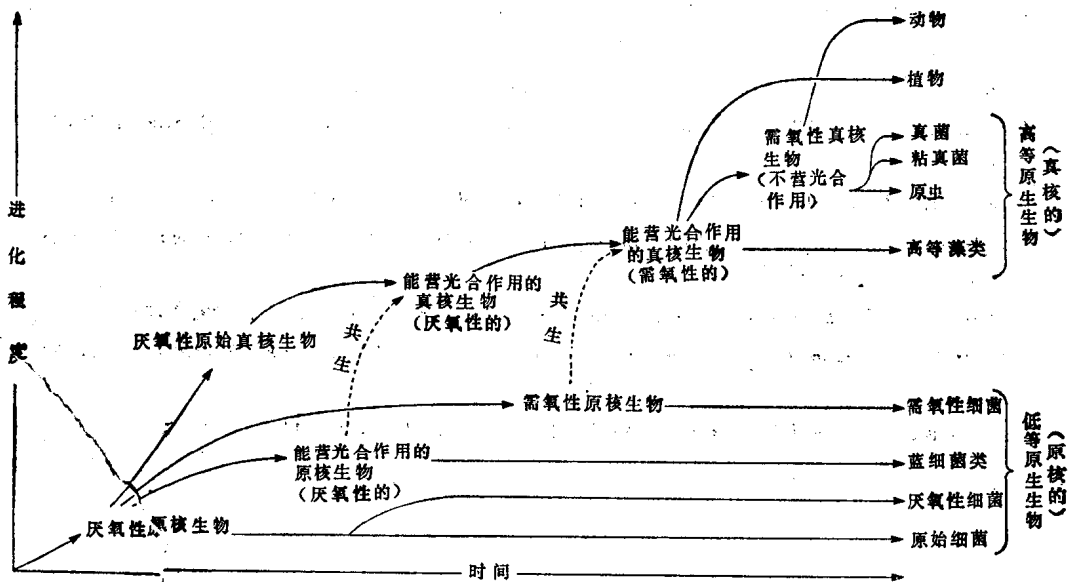 动物
植物
需氧性真核
生物
(不营光合
作用)
真菌
粘真菌
原虫
高等原生生物
(真核的)
进化程度
能营光合作用
的真核生物
(需氧性的)
高等藻类
能营光合作用的
真核生物
(厌氧性的)
共生
共生
厌氧性原始真核生物
需氧性原核生物
需氧性细菌
能营光合作用的
原核生物
(厌氧性的)
蓝细菌类
厌氧性细菌
低等原生生物
(原核的)
厌氧性原核生物
原始细菌
时间